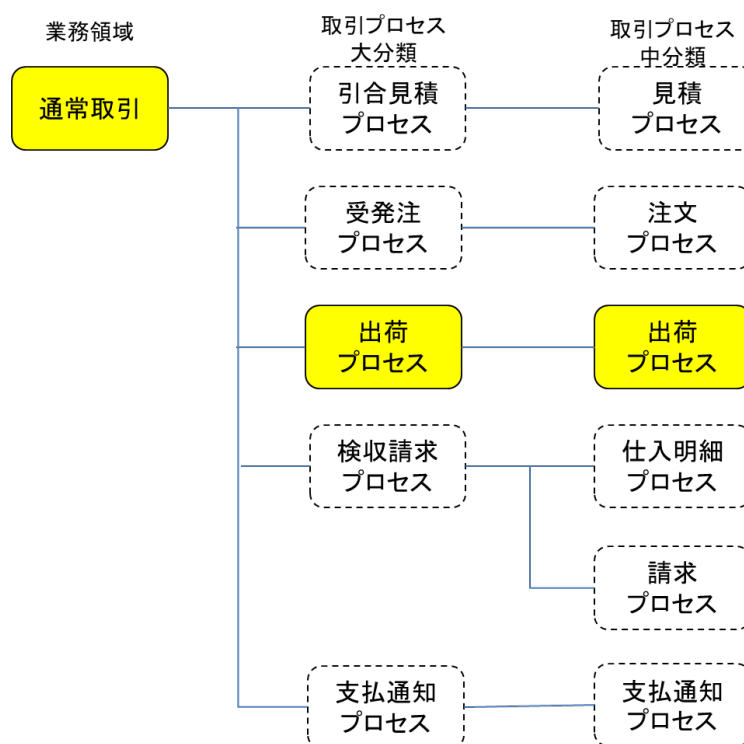 業務領域
取引プロセス
大分類
取引プロセス
中分類
通常取引
引合見積
プロセス
見積
プロセス
受発注
プロセス
注文
プロセス
出荷
プロセス
出荷
プロセス
検収請求
プロセス
仕入明細
プロセス
請求
プロセス
支払通知
プロセス
支払通知
プロセス